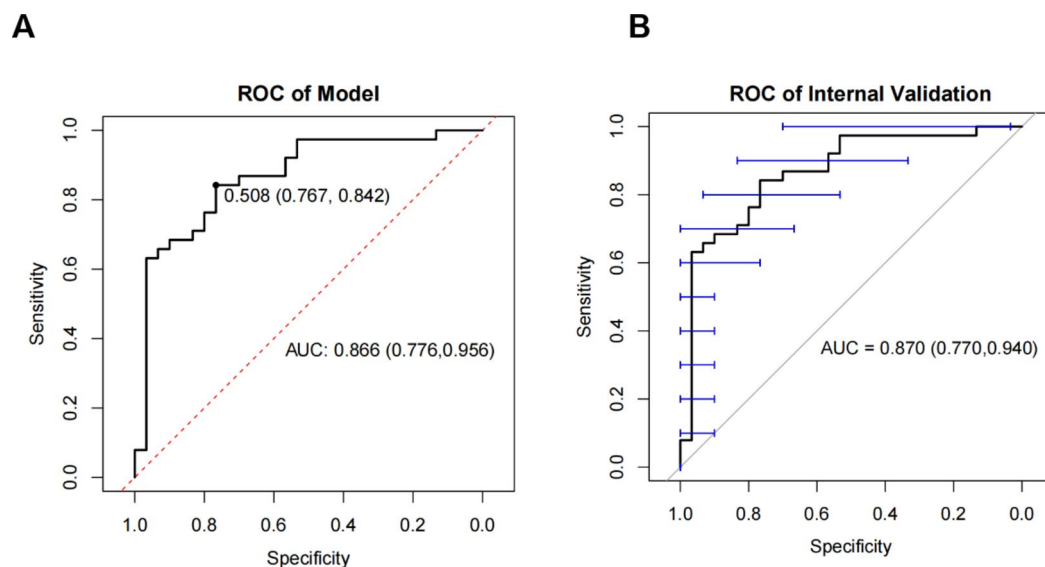 A
ROC of Model
Sensitivity
1.0
0.8
0.6
0.4
0.2
0.0
0.508 (0.767, 0.842)
AUC: 0.866 (0.776,0.956)
1.0 0.8 0.6 0.4 0.2 0.0
Specificity
B
ROC of Internal Validation
Sensitivity
1.0
0.8
0.6
0.4
0.2
0.0
AUC = 0.870 (0.770,0.940)
1.0 0.8 0.6 0.4 0.2 0.0
Specificity